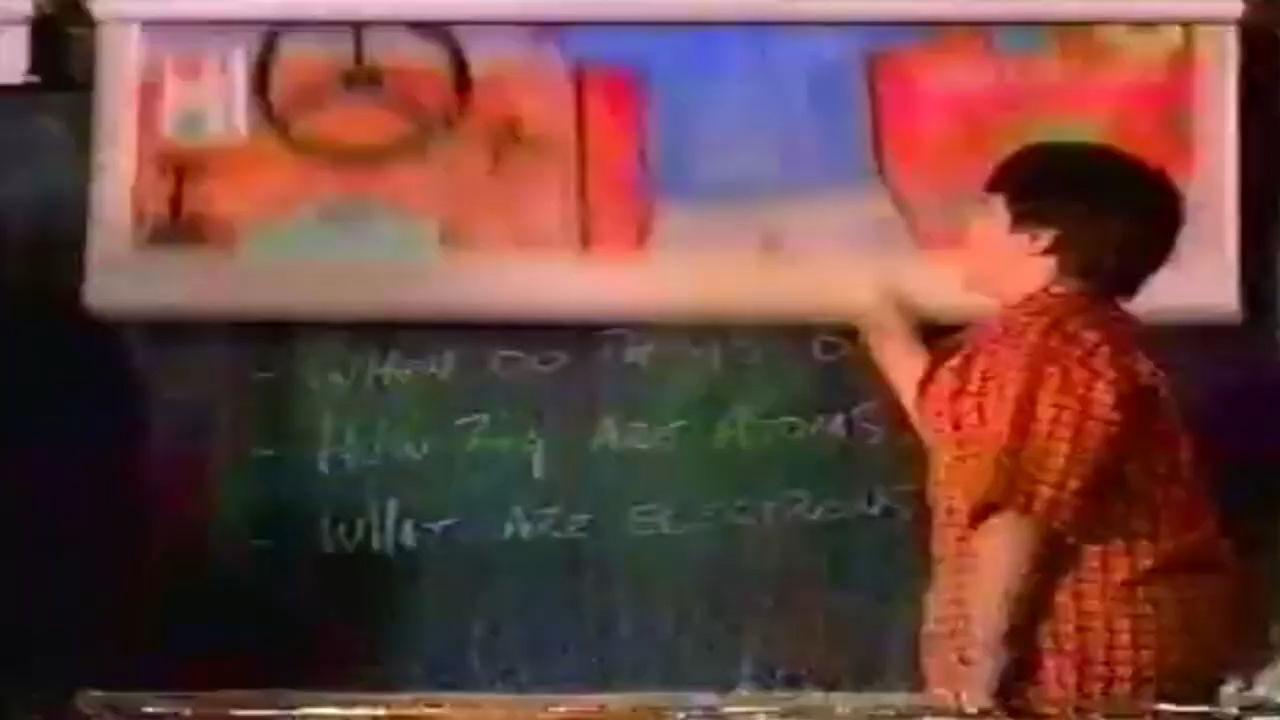 - WHEN DO
- HOW BIG ARE ATOMS
- WHAT ARE ELECTRONS